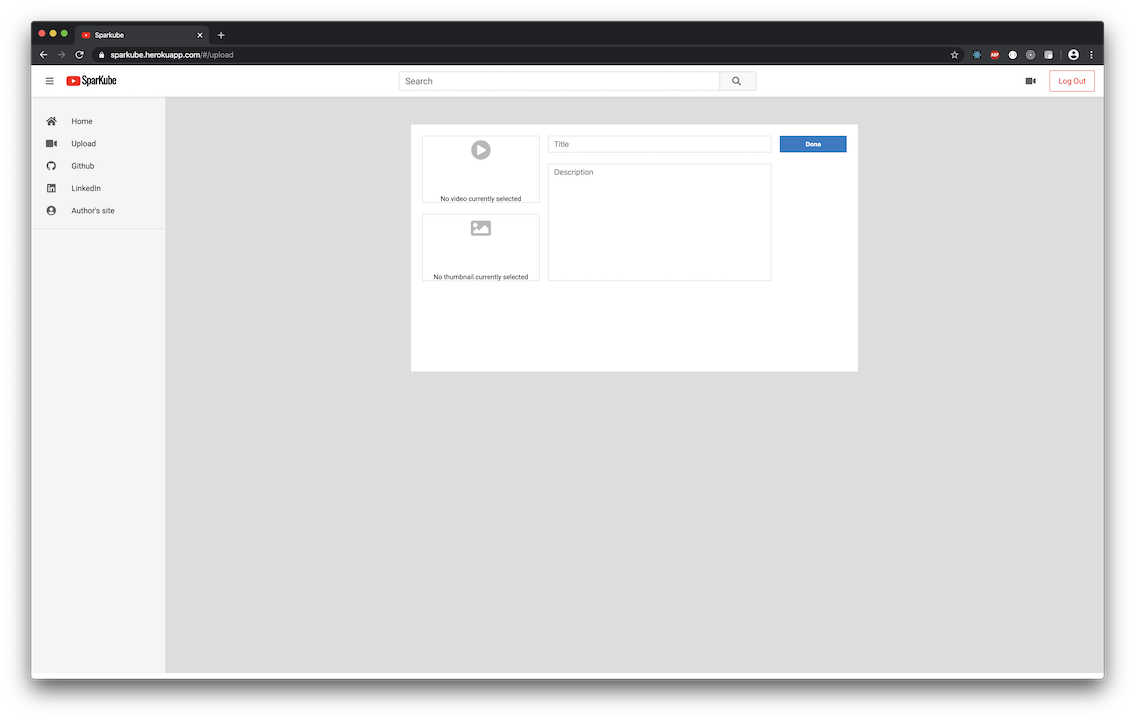 Sparkube
sparkube.herokuapp.com/#/upload
ABP
SparKube
Search
Log Out
Home
Upload
Github
LinkedIn
Author's site
Title
Done
Description
No video currently selected
No thumbnail currently selected